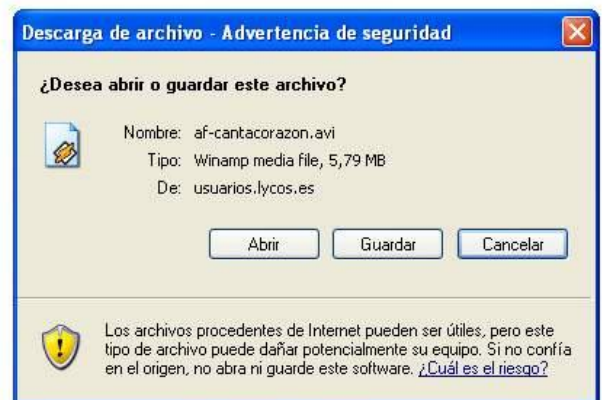 Descarga de archivo - Advertencia de seguridad
¿Desea abrir o guardar este archivo?
Nombre: af-cantacorazon.avi
Tipo: Winamp media file, 5,79 MB
De: usuarios.lycos.es
Abrir Guardar Cancelar
Los archivos procedentes de Internet pueden ser útiles, pero este
tipo de archivo puede dañar potencialmente su equipo. Si no confía
en el origen, no abra ni guarde este software. ¿Cuál es el riesgo?